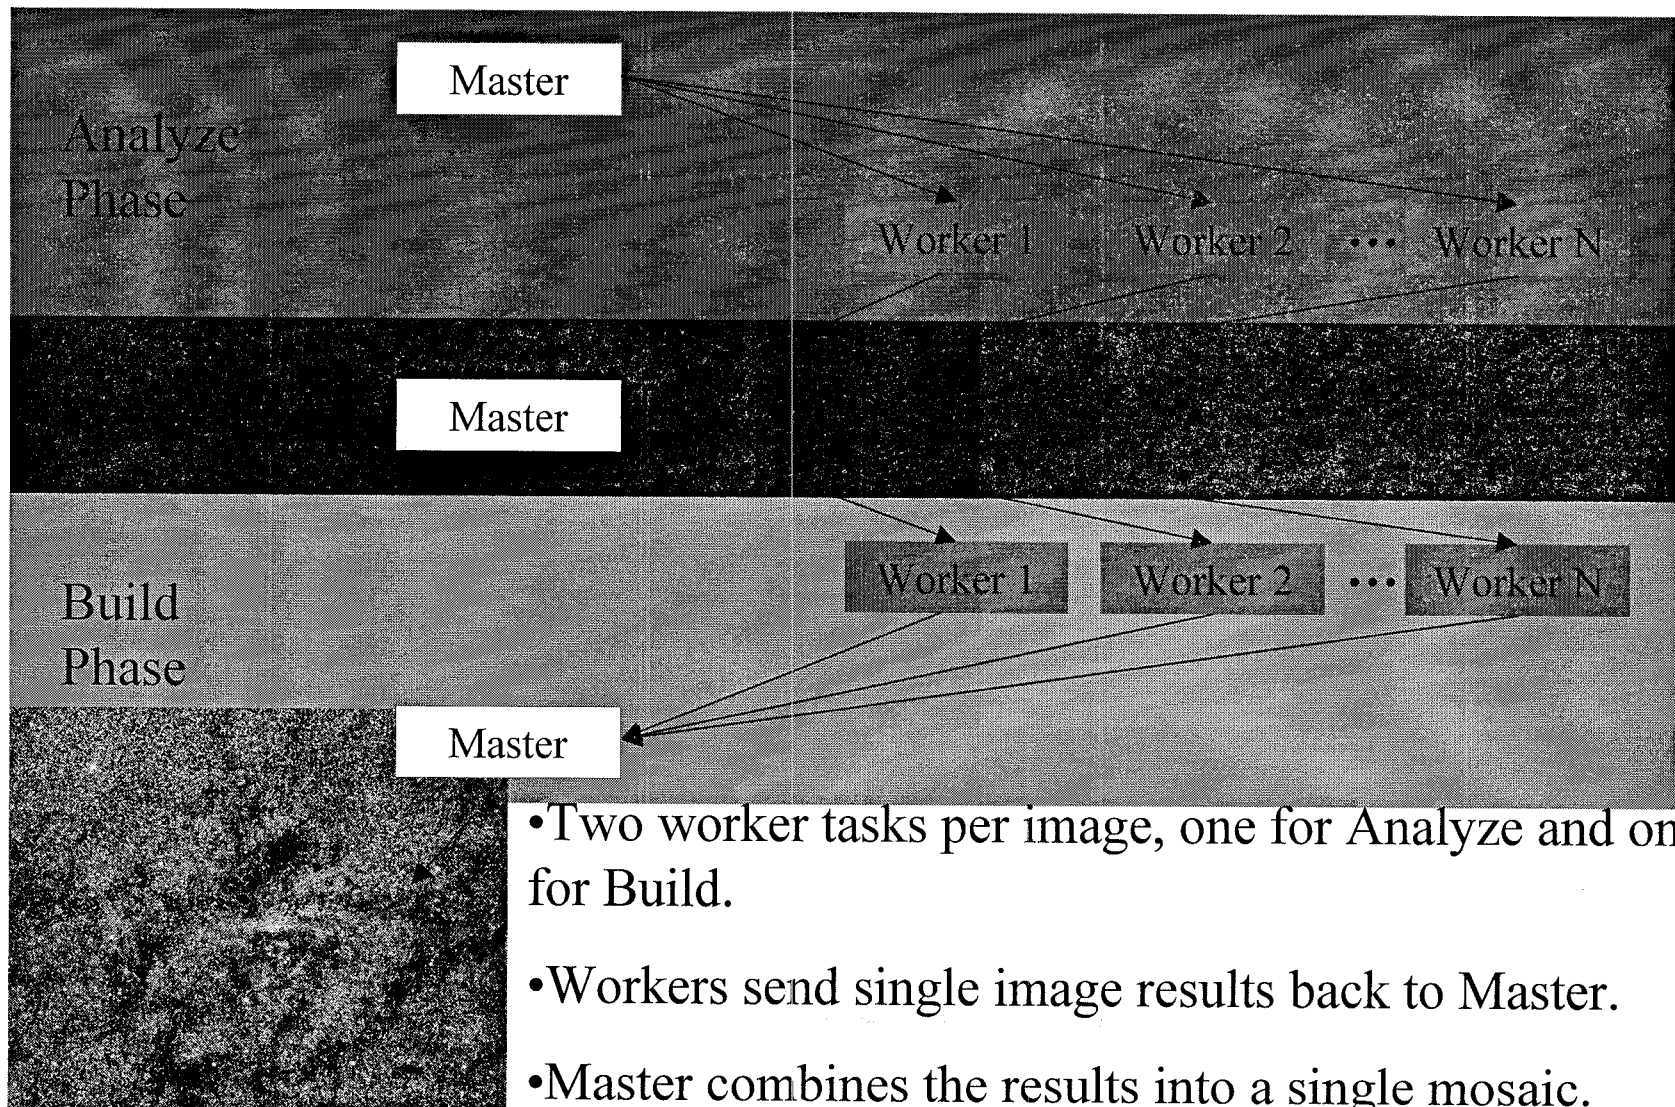 Master
Analyze
Phase
Worker 1 Worker 2 ••• Worker N
Master
Worker 1 Worker 2 ••• Worker N
Build
Phase
Master
•Two worker tasks per image, one for Analyze and on
for Build.
•Workers send single image results back to Master.
•Master combines the results into a single mosaic.